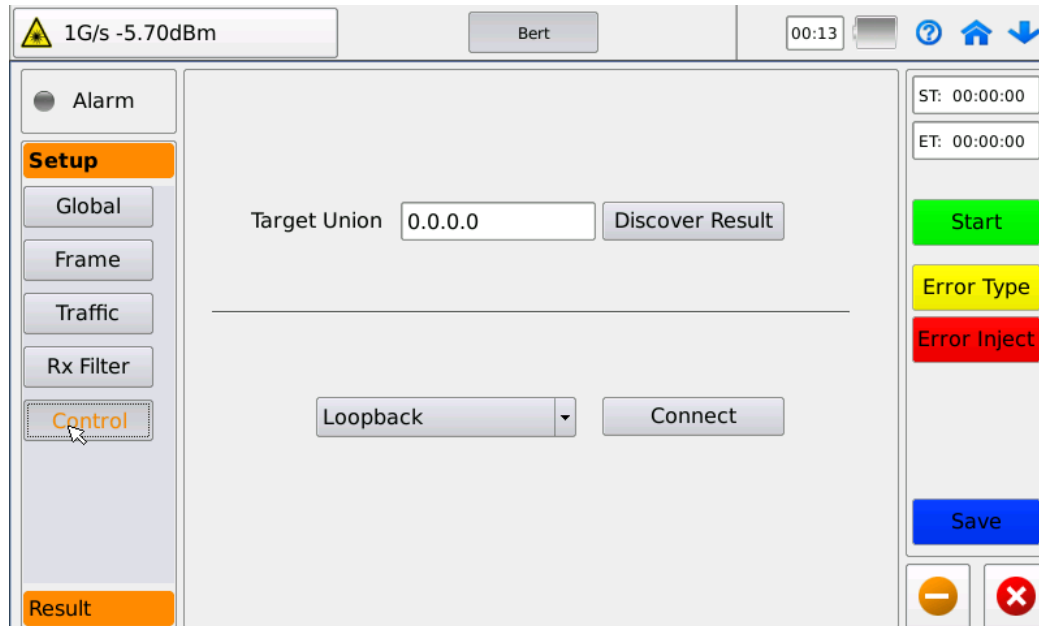 1G/s -5.70dBm
Bert
00:13
Alarm
Setup
Global
Frame
Traffic
Rx Filter
Control
Result
Target Union 0.0.0.0 Discover Result
Loopback Connect
ST: 00:00:00
ET: 00:00:00
Start
Error Type
Error Inject
Save